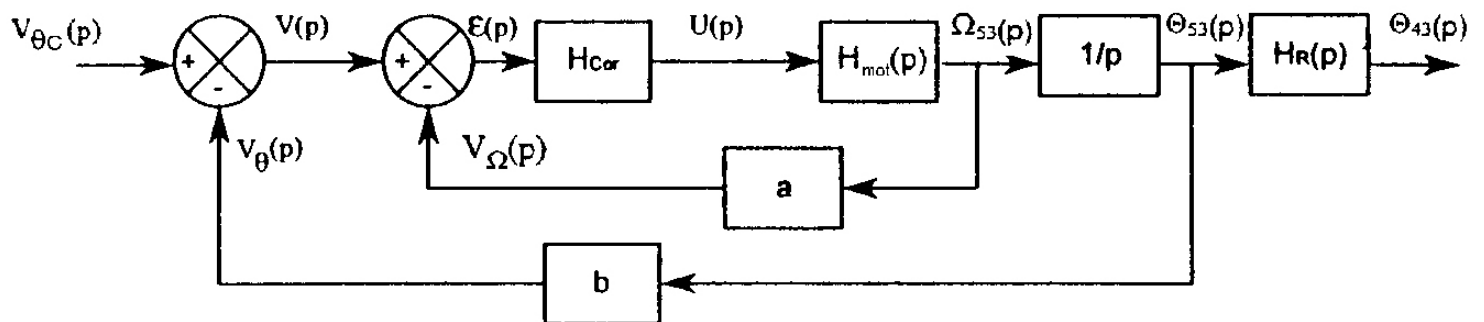 V_θC(p) V(p) ε(p) U(p) Ω_53(p) Θ_53(p) Θ_43(p)
+ + H_Cor H_mot(p) 1/p H_R(p)
- -
V_θ(p) V_Ω(p)
a
b